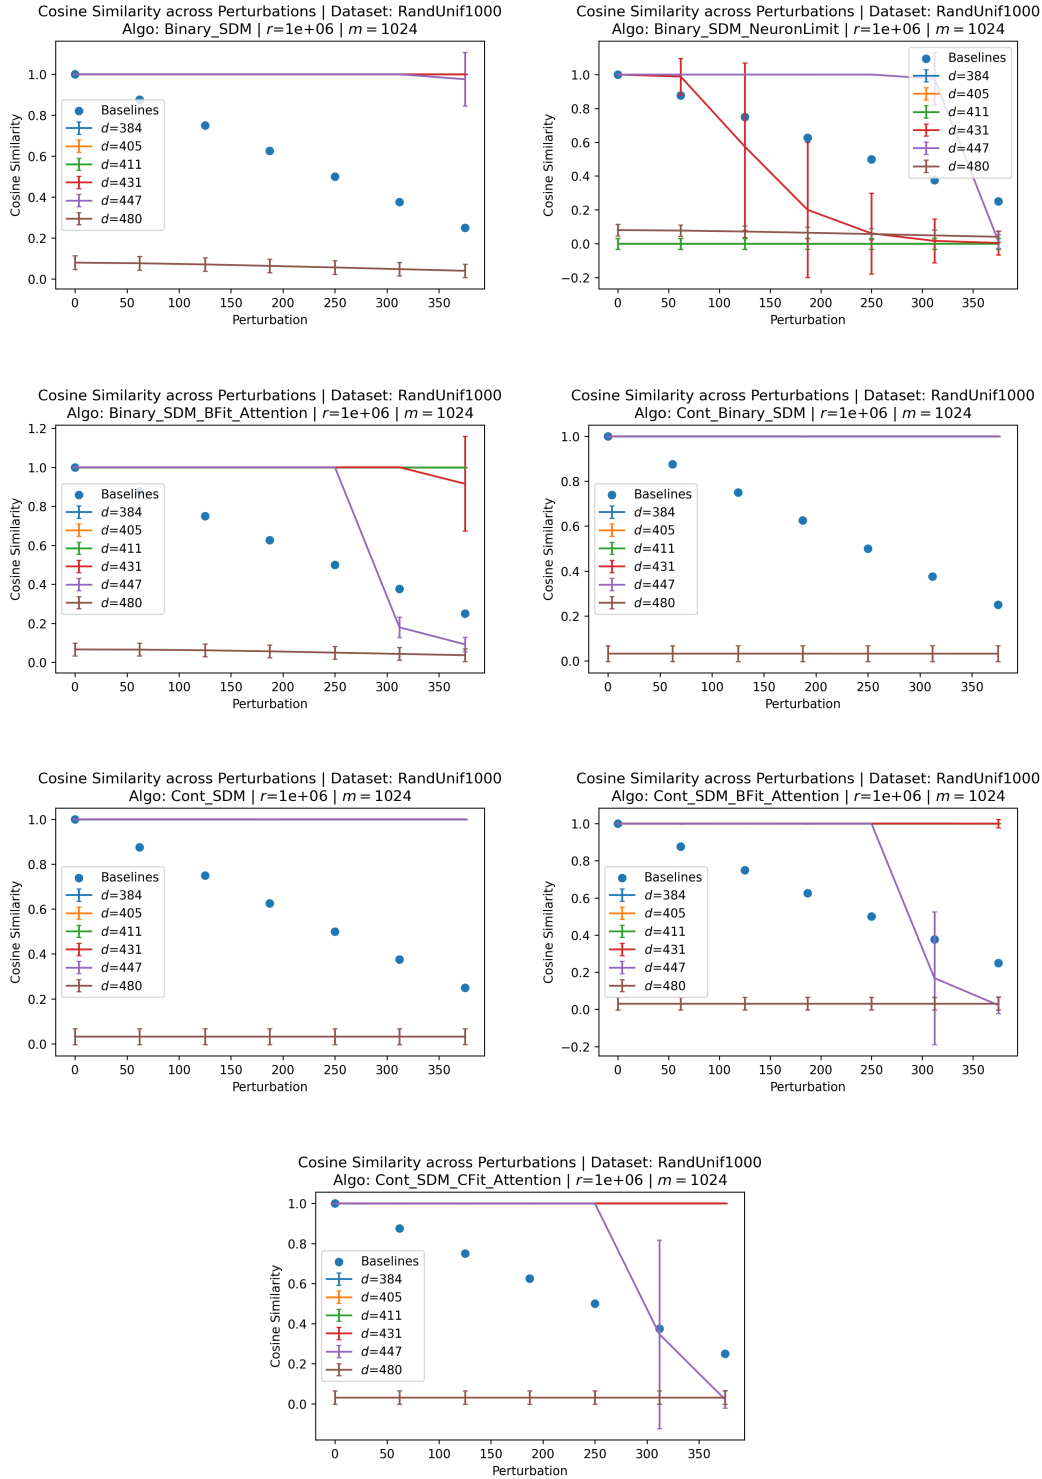 Cosine Similarity across Perturbations | Dataset: RandUnif1000
Algo: Binary_SDM | r=1e+06 | m = 1024
1.0
0.8
0.6
0.4
0.2
0.0
Cosine Similarity
Baselines
d=384
d=405
d=411
d=431
d=447
d=480
0 50 100 150 200 250 300 350
Perturbation
Cosine Similarity across Perturbations | Dataset: RandUnif1000
Algo: Binary_SDM_NeuronLimit | r=1e+06 | m = 1024
1.0
0.8
0.6
0.4
0.2
0.0
−0.2
Cosine Similarity
Baselines
d=384
d=405
d=411
d=431
d=447
d=480
0 50 100 150 200 250 300 350
Perturbation
Cosine Similarity across Perturbations | Dataset: RandUnif1000
Algo: Binary_SDM_BFit_Attention | r=1e+06 | m = 1024
1.2
1.0
0.8
0.6
0.4
0.2
0.0
Cosine Similarity
Baselines
d=384
d=405
d=411
d=431
d=447
d=480
0 50 100 150 200 250 300 350
Perturbation
Cosine Similarity across Perturbations | Dataset: RandUnif1000
Algo: Cont_Binary_SDM | r=1e+06 | m = 1024
1.0
0.8
0.6
0.4
0.2
0.0
Cosine Similarity
Baselines
d=384
d=405
d=411
d=431
d=447
d=480
0 50 100 150 200 250 300 350
Perturbation
Cosine Similarity across Perturbations | Dataset: RandUnif1000
Algo: Cont_SDM | r=1e+06 | m = 1024
1.0
0.8
0.6
0.4
0.2
0.0
Cosine Similarity
Baselines
d=384
d=405
d=411
d=431
d=447
d=480
0 50 100 150 200 250 300 350
Perturbation
Cosine Similarity across Perturbations | Dataset: RandUnif1000
Algo: Cont_SDM_BFit_Attention | r=1e+06 | m = 1024
1.0
0.8
0.6
0.4
0.2
0.0
−0.2
Cosine Similarity
Baselines
d=384
d=405
d=411
d=431
d=447
d=480
0 50 100 150 200 250 300 350
Perturbation
Cosine Similarity across Perturbations | Dataset: RandUnif1000
Algo: Cont_SDM_CFit_Attention | r=1e+06 | m = 1024
1.0
0.8
0.6
0.4
0.2
0.0
Cosine Similarity
Baselines
d=384
d=405
d=411
d=431
d=447
d=480
0 50 100 150 200 250 300 350
Perturbation